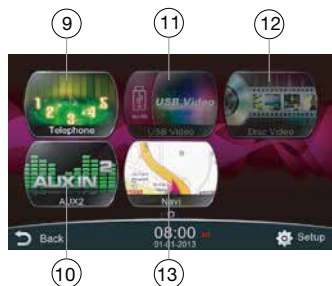 9 11 12
1 2 3 4 5
USB Video
Telephone USB Video Disc Video
AUX IN 2
AUX2 Navi
Back 08:00 Setup
01-01-2013
10 13